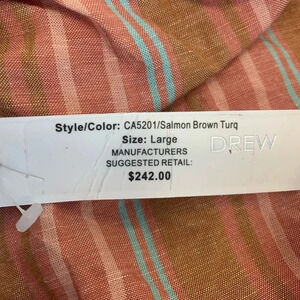 Style/Color: CA5201/Salmon Brown Turq
Size: Large
MANUFACTURERS
SUGGESTED RETAIL:
$242.00
DREW